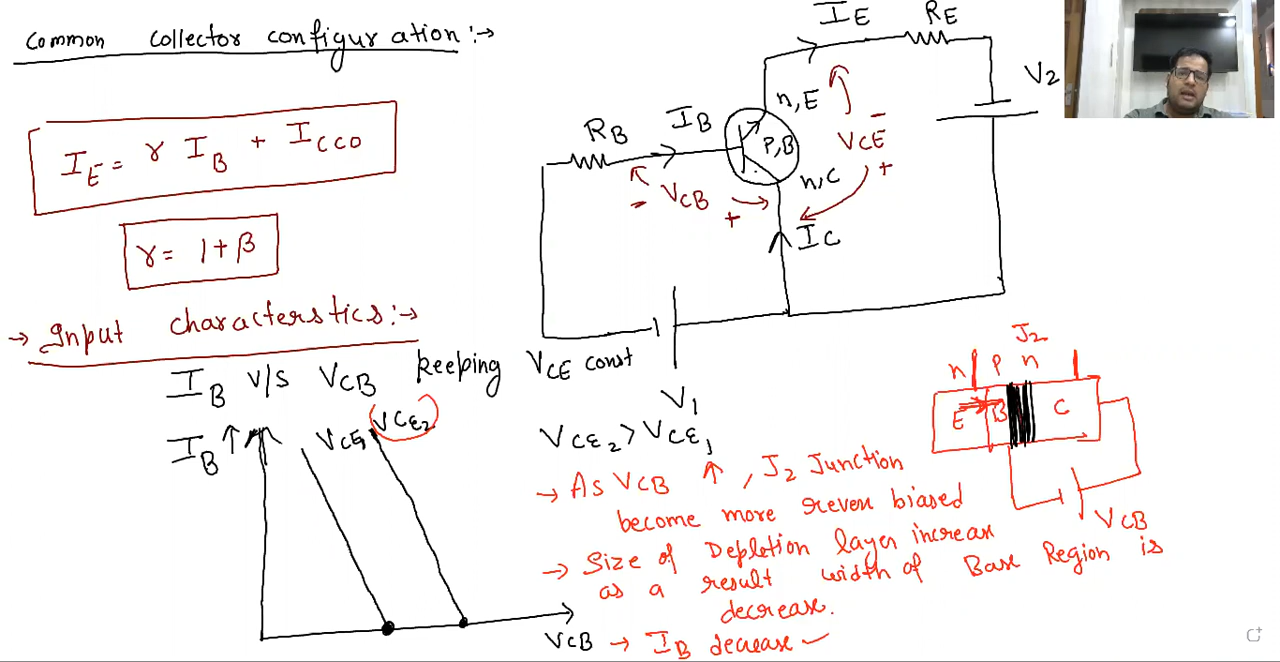 Common Collector configuration :→
I_E = γ I_B + I_CCO
γ = 1+β
→ Input characterstics :→
I_B V/S V_CB keeping V_CE const
I_B ↑
V_CE1
V_CE2
V_CB
V_CE2 > V_CE1
→ As V_CB ↑ , J_2 Junction
become more reven biased
→ Size of Depletion layer increase
as a result width of Base Region is
decrease.
→ I_B decrease
I_E
R_E
V_2
R_B
I_B
n,E
P,B
n,C
V_CE
-
+
V_CB
-
+
I_C
V_1
J_2
n P n
E B C
V_CB